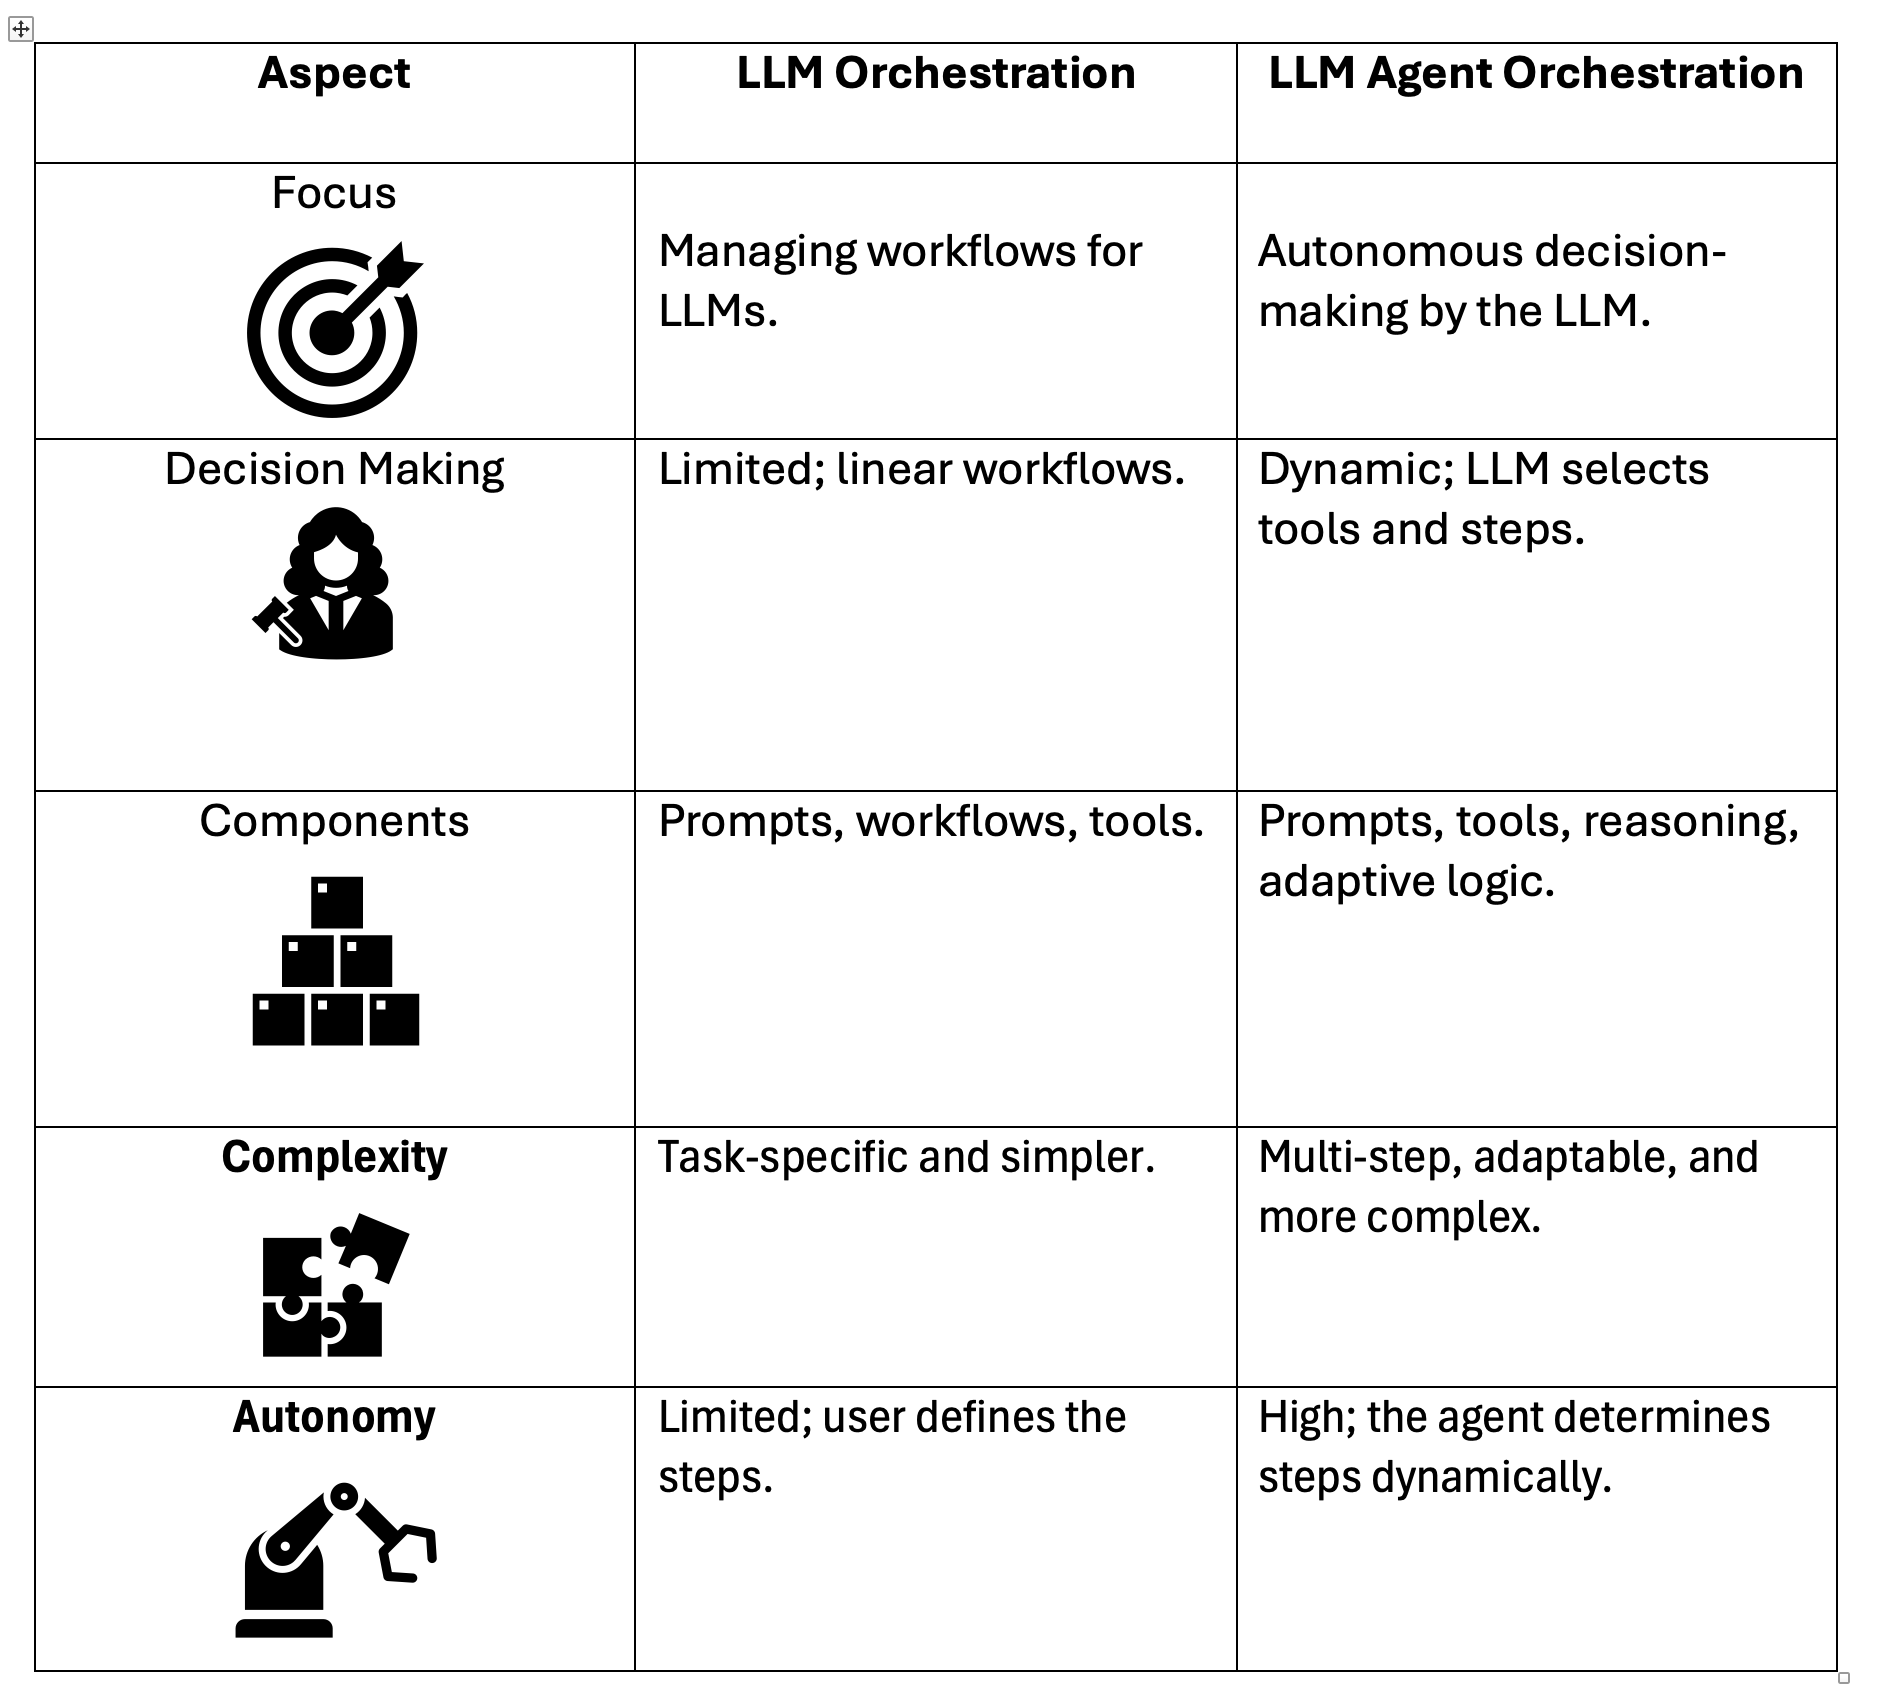 Aspect
LLM Orchestration
LLM Agent Orchestration
Focus
Managing workflows for
LLMs.
Autonomous decision-
making by the LLM.
Decision Making
Limited; linear workflows.
Dynamic; LLM selects
tools and steps.
Components
Prompts, workflows, tools.
Prompts, tools, reasoning,
adaptive logic.
Complexity
Task-specific and simpler.
Multi-step, adaptable, and
more complex.
Autonomy
Limited; user defines the
steps.
High; the agent determines
steps dynamically.